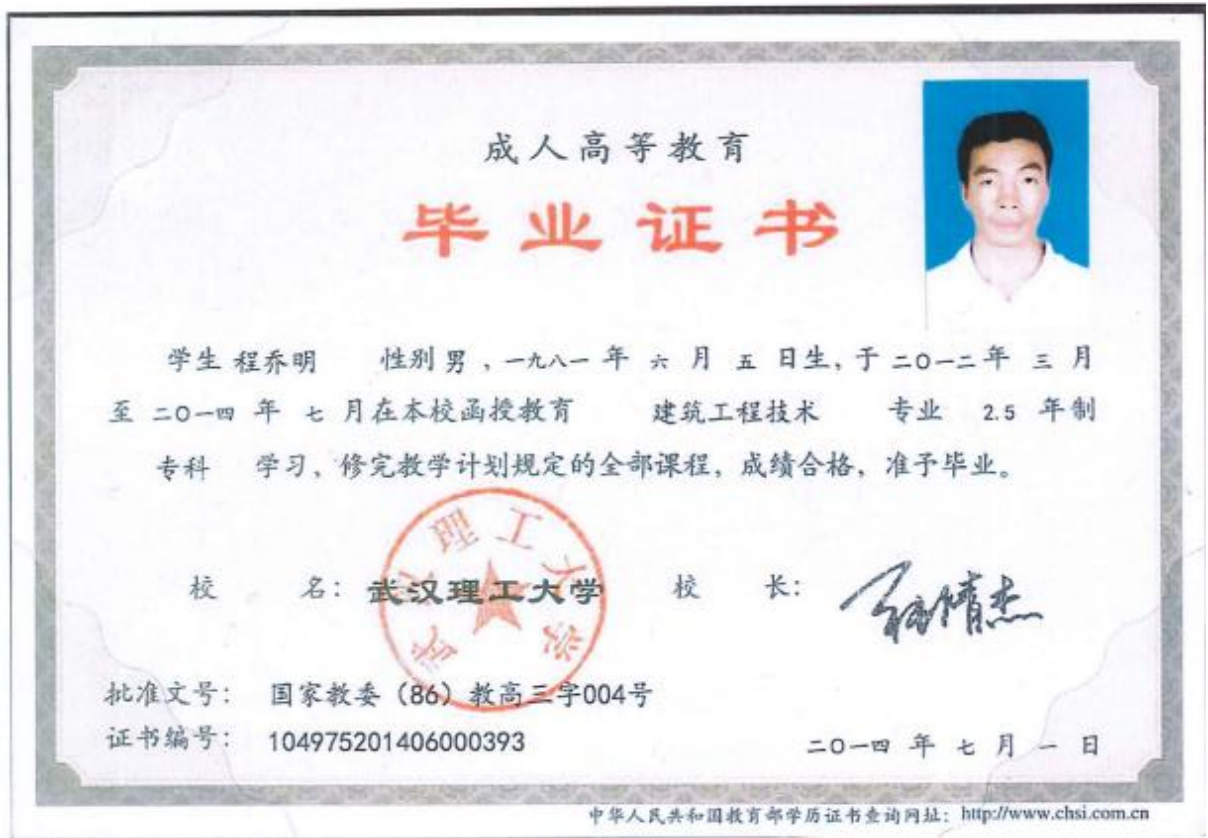 成人高等教育
毕业证书
学生 程乔明 性别 男 , 一九八一 年 六 月 五 日生, 于 二〇一二 年 三 月
至 二〇一四 年 七 月在本校函授教育 建筑工程技术 专业 2.5 年制
专科 学习、修完教学计划规定的全部课程, 成绩合格, 准予毕业。
武汉理工大学
校 名: 武汉理工大学 校 长:
批准文号: 国家教委 (86) 教高三字004号
证书编号: 104975201406000393
二〇一四 年 七 月 一 日
中华人民共和国教育部学历证书查询网址: http://www.chsi.com.cn